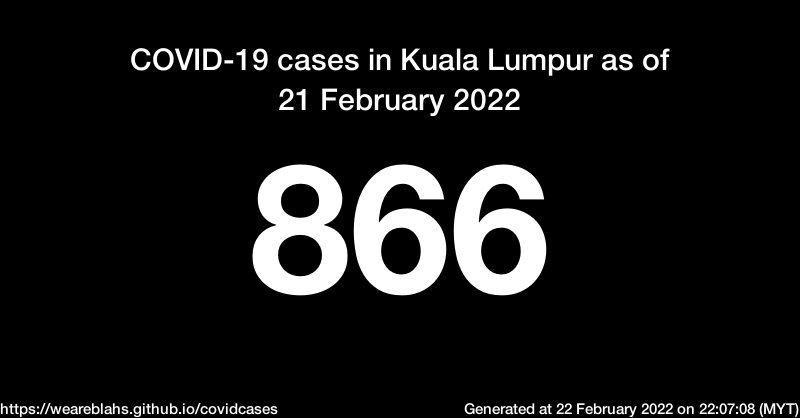 COVID-19 cases in Kuala Lumpur as of
21 February 2022
866
https://weareblahs.github.io/covidcases
Generated at 22 February 2022 on 22:07:08 (MYT)